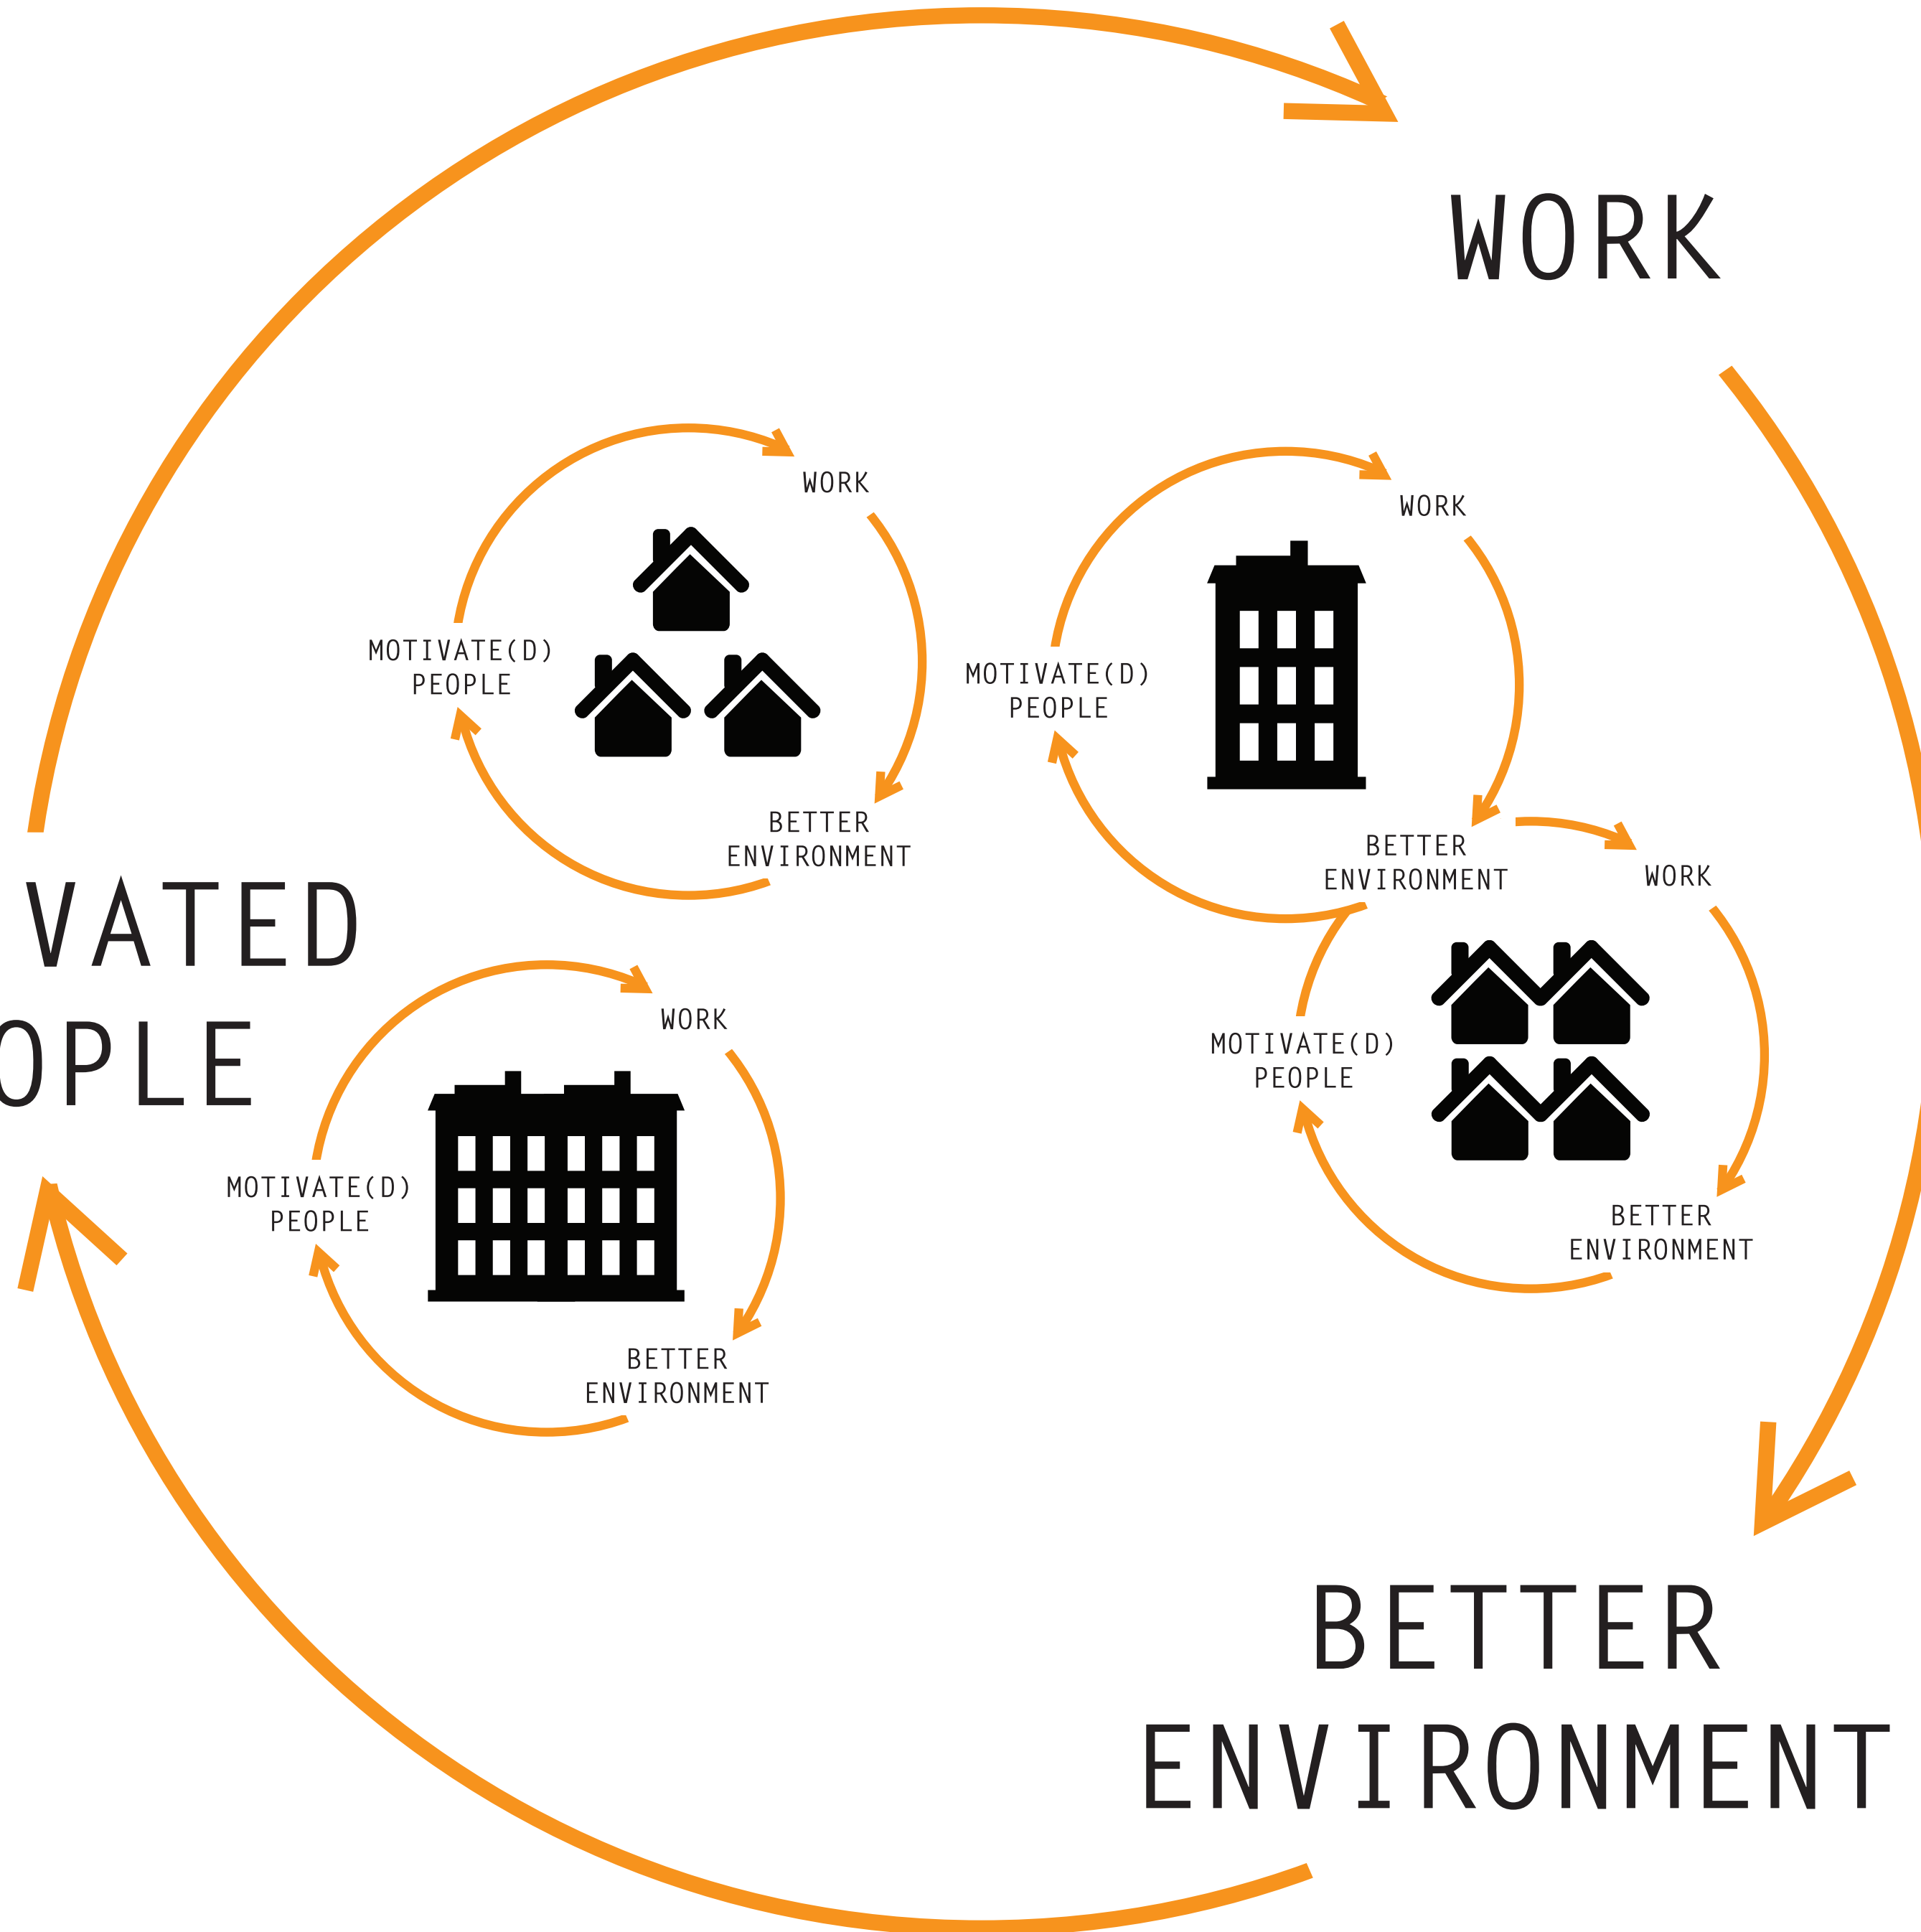 WORK
WORK
MOTIVATE(D)
PEOPLE
BETTER
ENVIRONMENT
WORK
MOTIVATE(D)
PEOPLE
BETTER
ENVIRONMENT
WORK
MOTIVATE(D)
PEOPLE
BETTER
ENVIRONMENT
VATED
OPLE
WORK
MOTIVATE(D)
PEOPLE
BETTER
ENVIRONMENT
BETTER
ENVIRONMENT